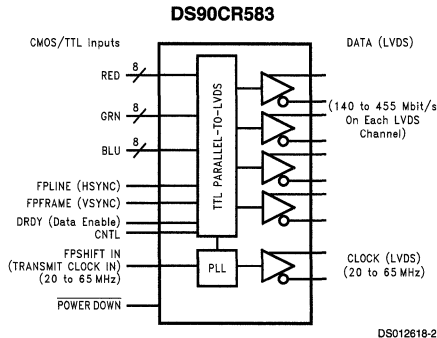 DS90CR583
CMOS/TTL Inputs
DATA (LVDS)
RED
8
GRN
8
BLU
8
TTL PARALLEL-TO-LVDS
(140 to 455 Mbit/s
On Each LVDS
Channel)
FPLINE (HSYNC)
FPFRAME (VSYNC)
DRDY (Data Enable)
CNTL
FPSHIFT IN
(TRANSMIT CLOCK IN)
(20 to 65 MHz)
PLL
CLOCK (LVDS)
(20 to 65 MHz)
POWER DOWN
DS012618-2